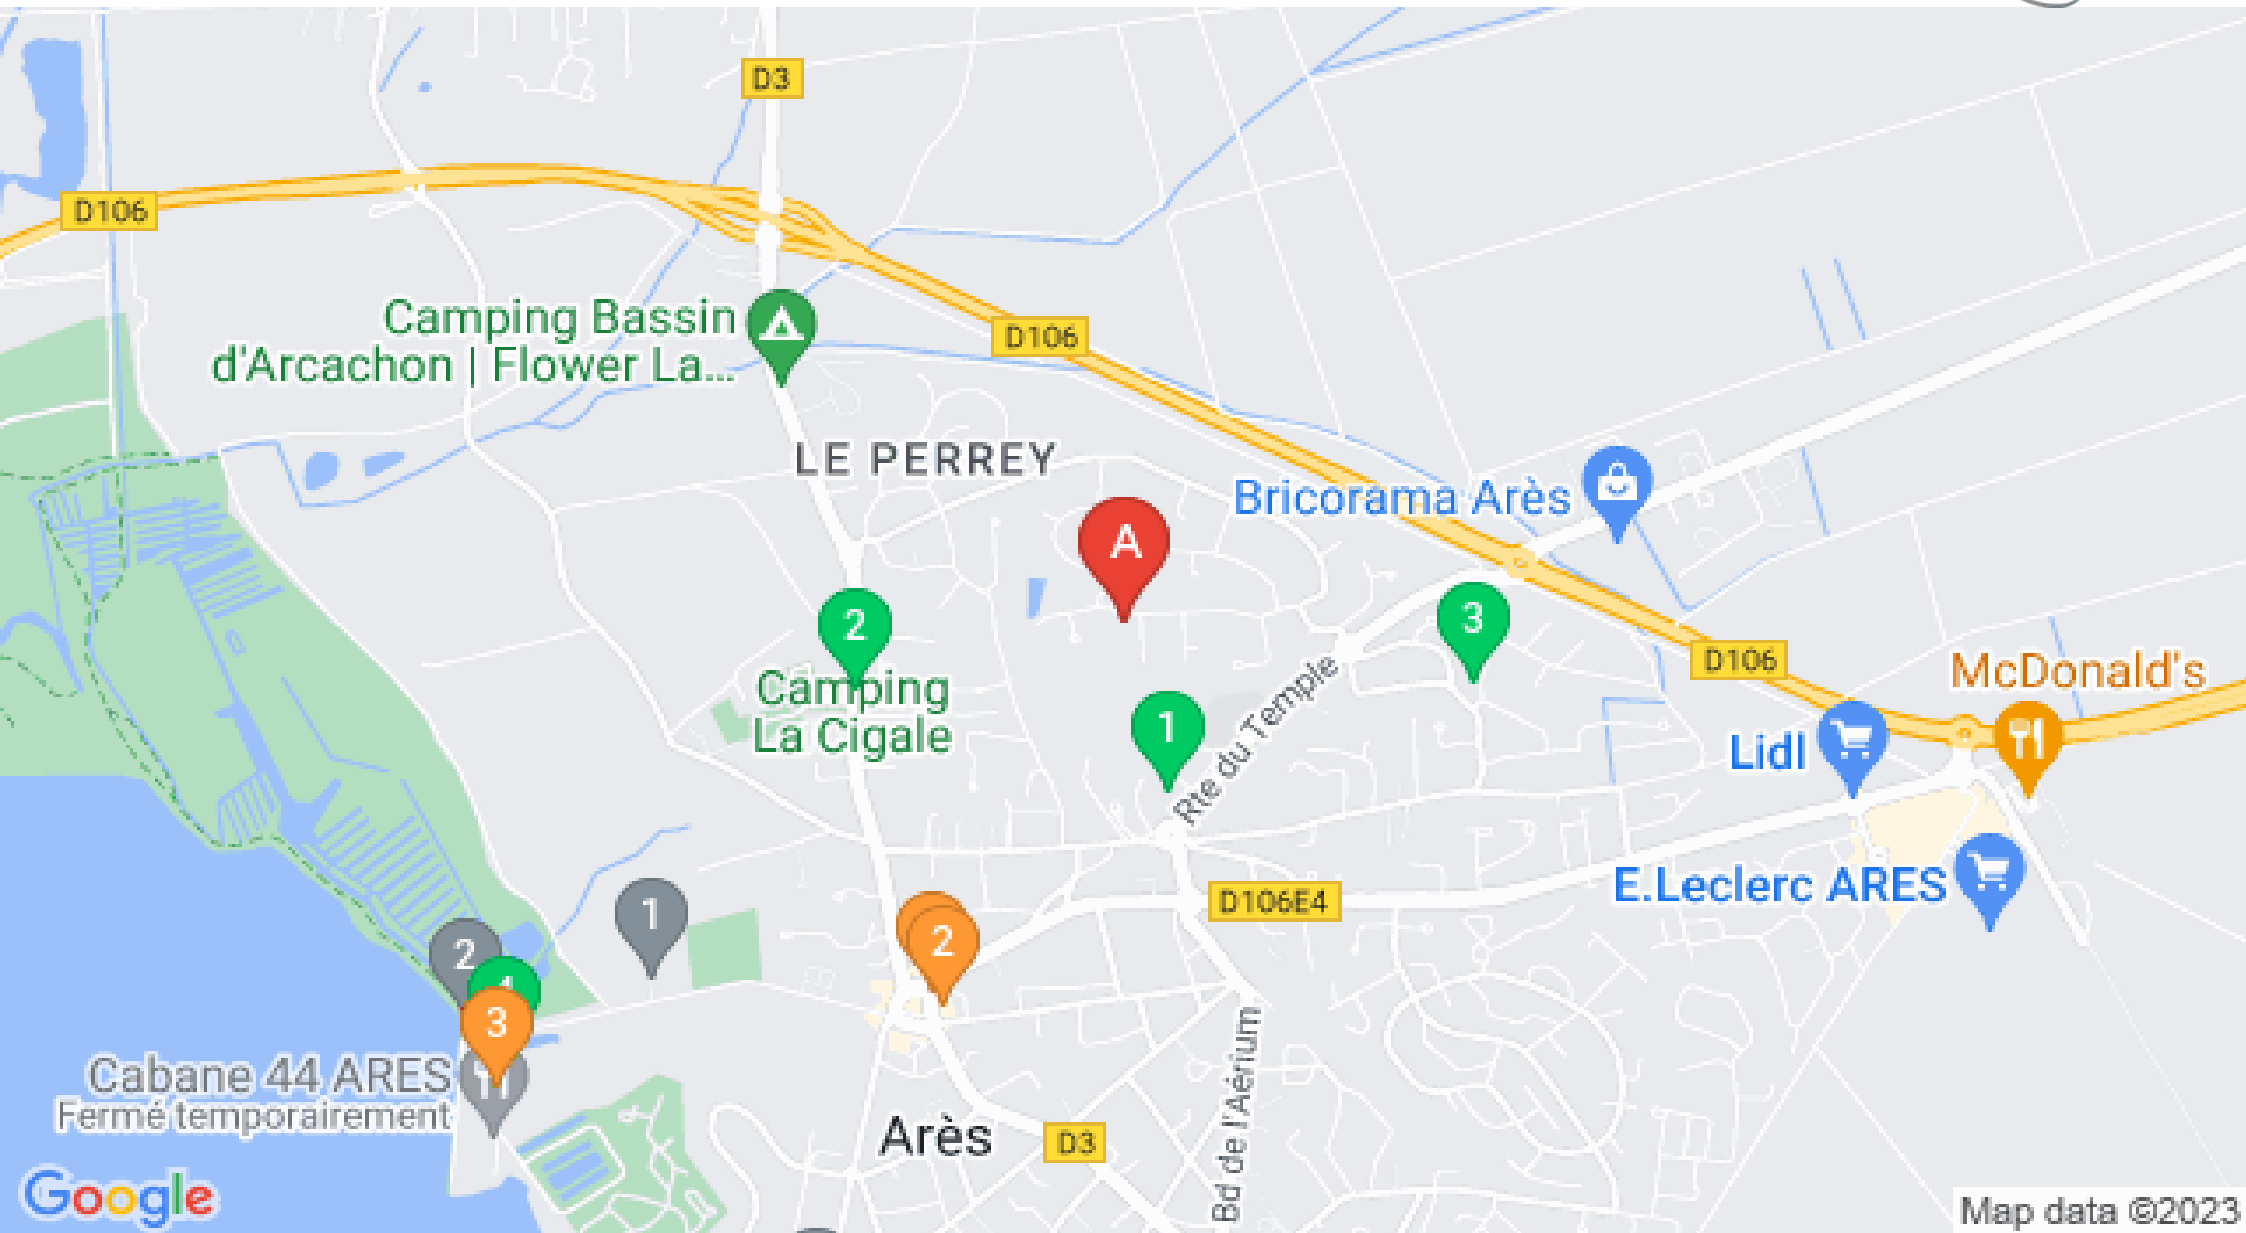 D3
D106
Camping Bassin
d'Arcachon | Flower La...
D106
LE PERREY
Bricorama Arès
A
2
3
Camping
La Cigale
1
Rte du Temple
D106
McDonald's
Lidl
D106E4
E.Leclerc ARES
1
2
2
3
Cabane 44 ARES
Fermé temporairement
Arès
D3
Bd de l'Aérium
Google
Map data ©2023